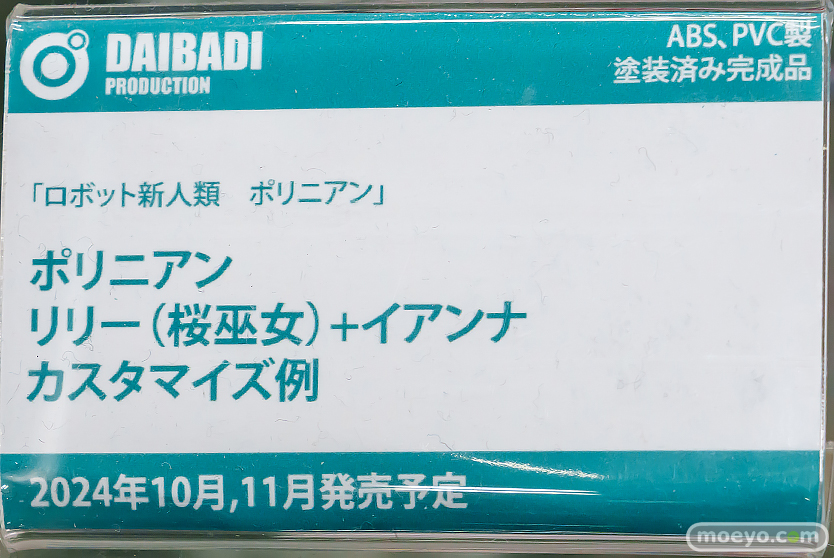 DAIBADI
PRODUCTION
ABS、PVC製
塗装済み完成品
「ロボット新人類　ポリニアン」
ポリニアン
リリー（桜巫女）+イアンナ
カスタマイズ例
2024年10月,11月発売予定
moeyo.com